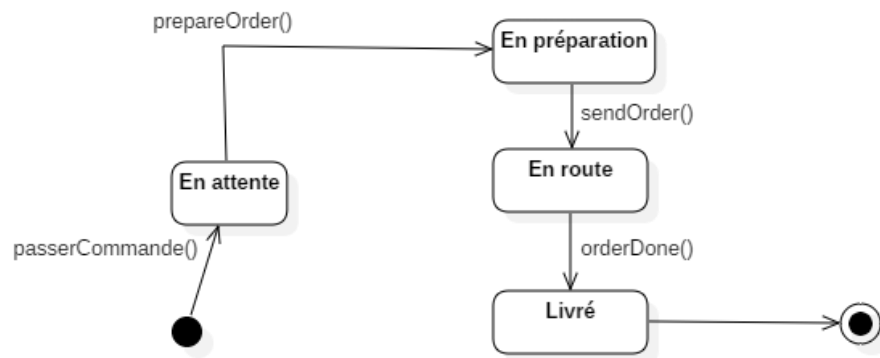 prepareOrder()
En préparation
sendOrder()
En attente
En route
passerCommande()
orderDone()
Livré